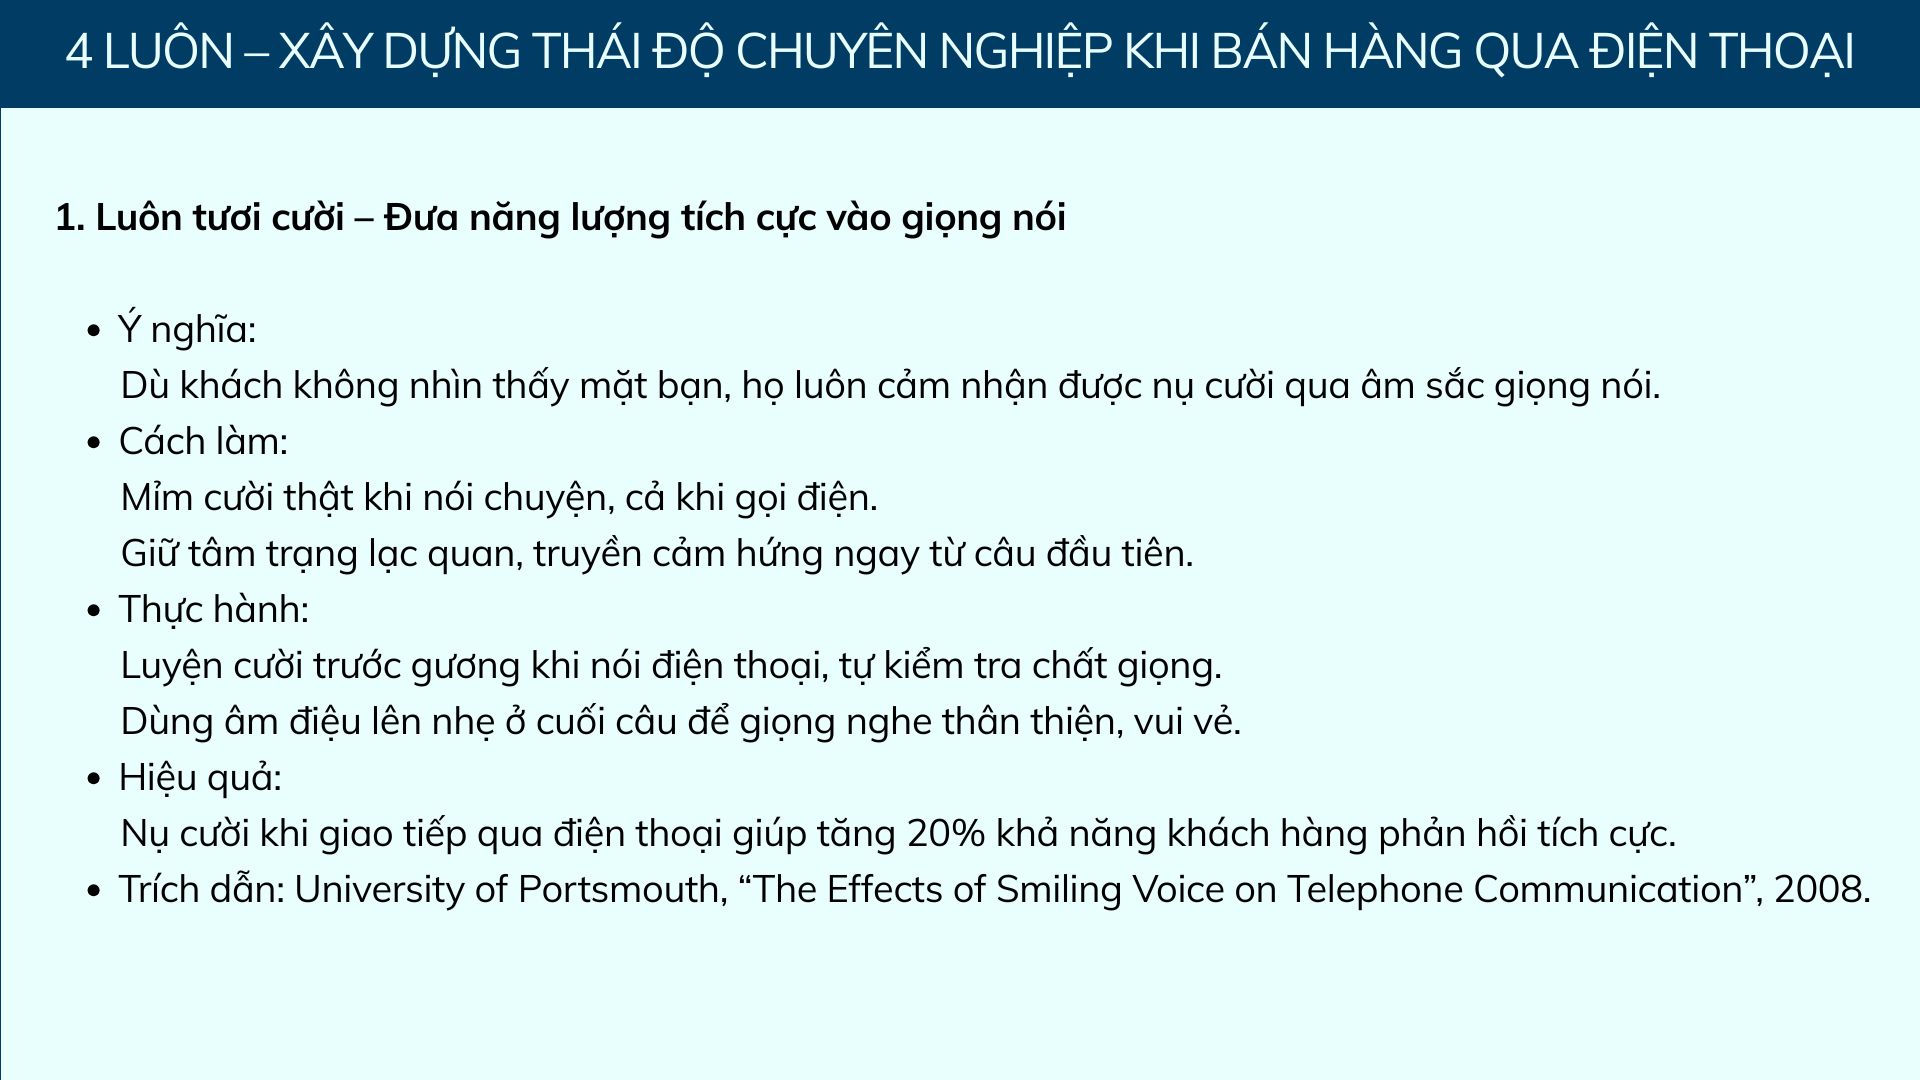 4 LUÔN – XÂY DỰNG THÁI ĐỘ CHUYÊN NGHIỆP KHI BÁN HÀNG QUA ĐIỆN THOẠI
1. Luôn tươi cười – Đưa năng lượng tích cực vào giọng nói
• Ý nghĩa:
Dù khách không nhìn thấy mặt bạn, họ luôn cảm nhận được nụ cười qua âm sắc giọng nói.
• Cách làm:
Mỉm cười thật khi nói chuyện, cả khi gọi điện.
Giữ tâm trạng lạc quan, truyền cảm hứng ngay từ câu đầu tiên.
• Thực hành:
Luyện cười trước gương khi nói điện thoại, tự kiểm tra chất giọng.
Dùng âm điệu lên nhẹ ở cuối câu để giọng nghe thân thiện, vui vẻ.
• Hiệu quả:
Nụ cười khi giao tiếp qua điện thoại giúp tăng 20% khả năng khách hàng phản hồi tích cực.
• Trích dẫn: University of Portsmouth, “The Effects of Smiling Voice on Telephone Communication”, 2008.